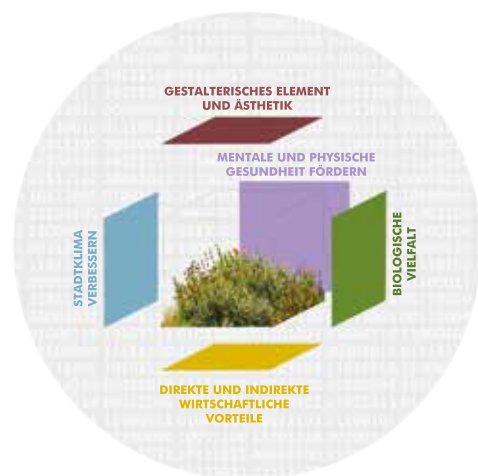 GESTALTERISCHES ELEMENT
UND ÄSTHETIK
MENTALE UND PHYSISCHE
GESUNDHEIT FÖRDERN
STADTKLIMA
VERBESSERN
BIOLOGISCHE
VIELFALT
DIREKTE UND INDIREKTE
WIRTSCHAFTLICHE
VORTEILE